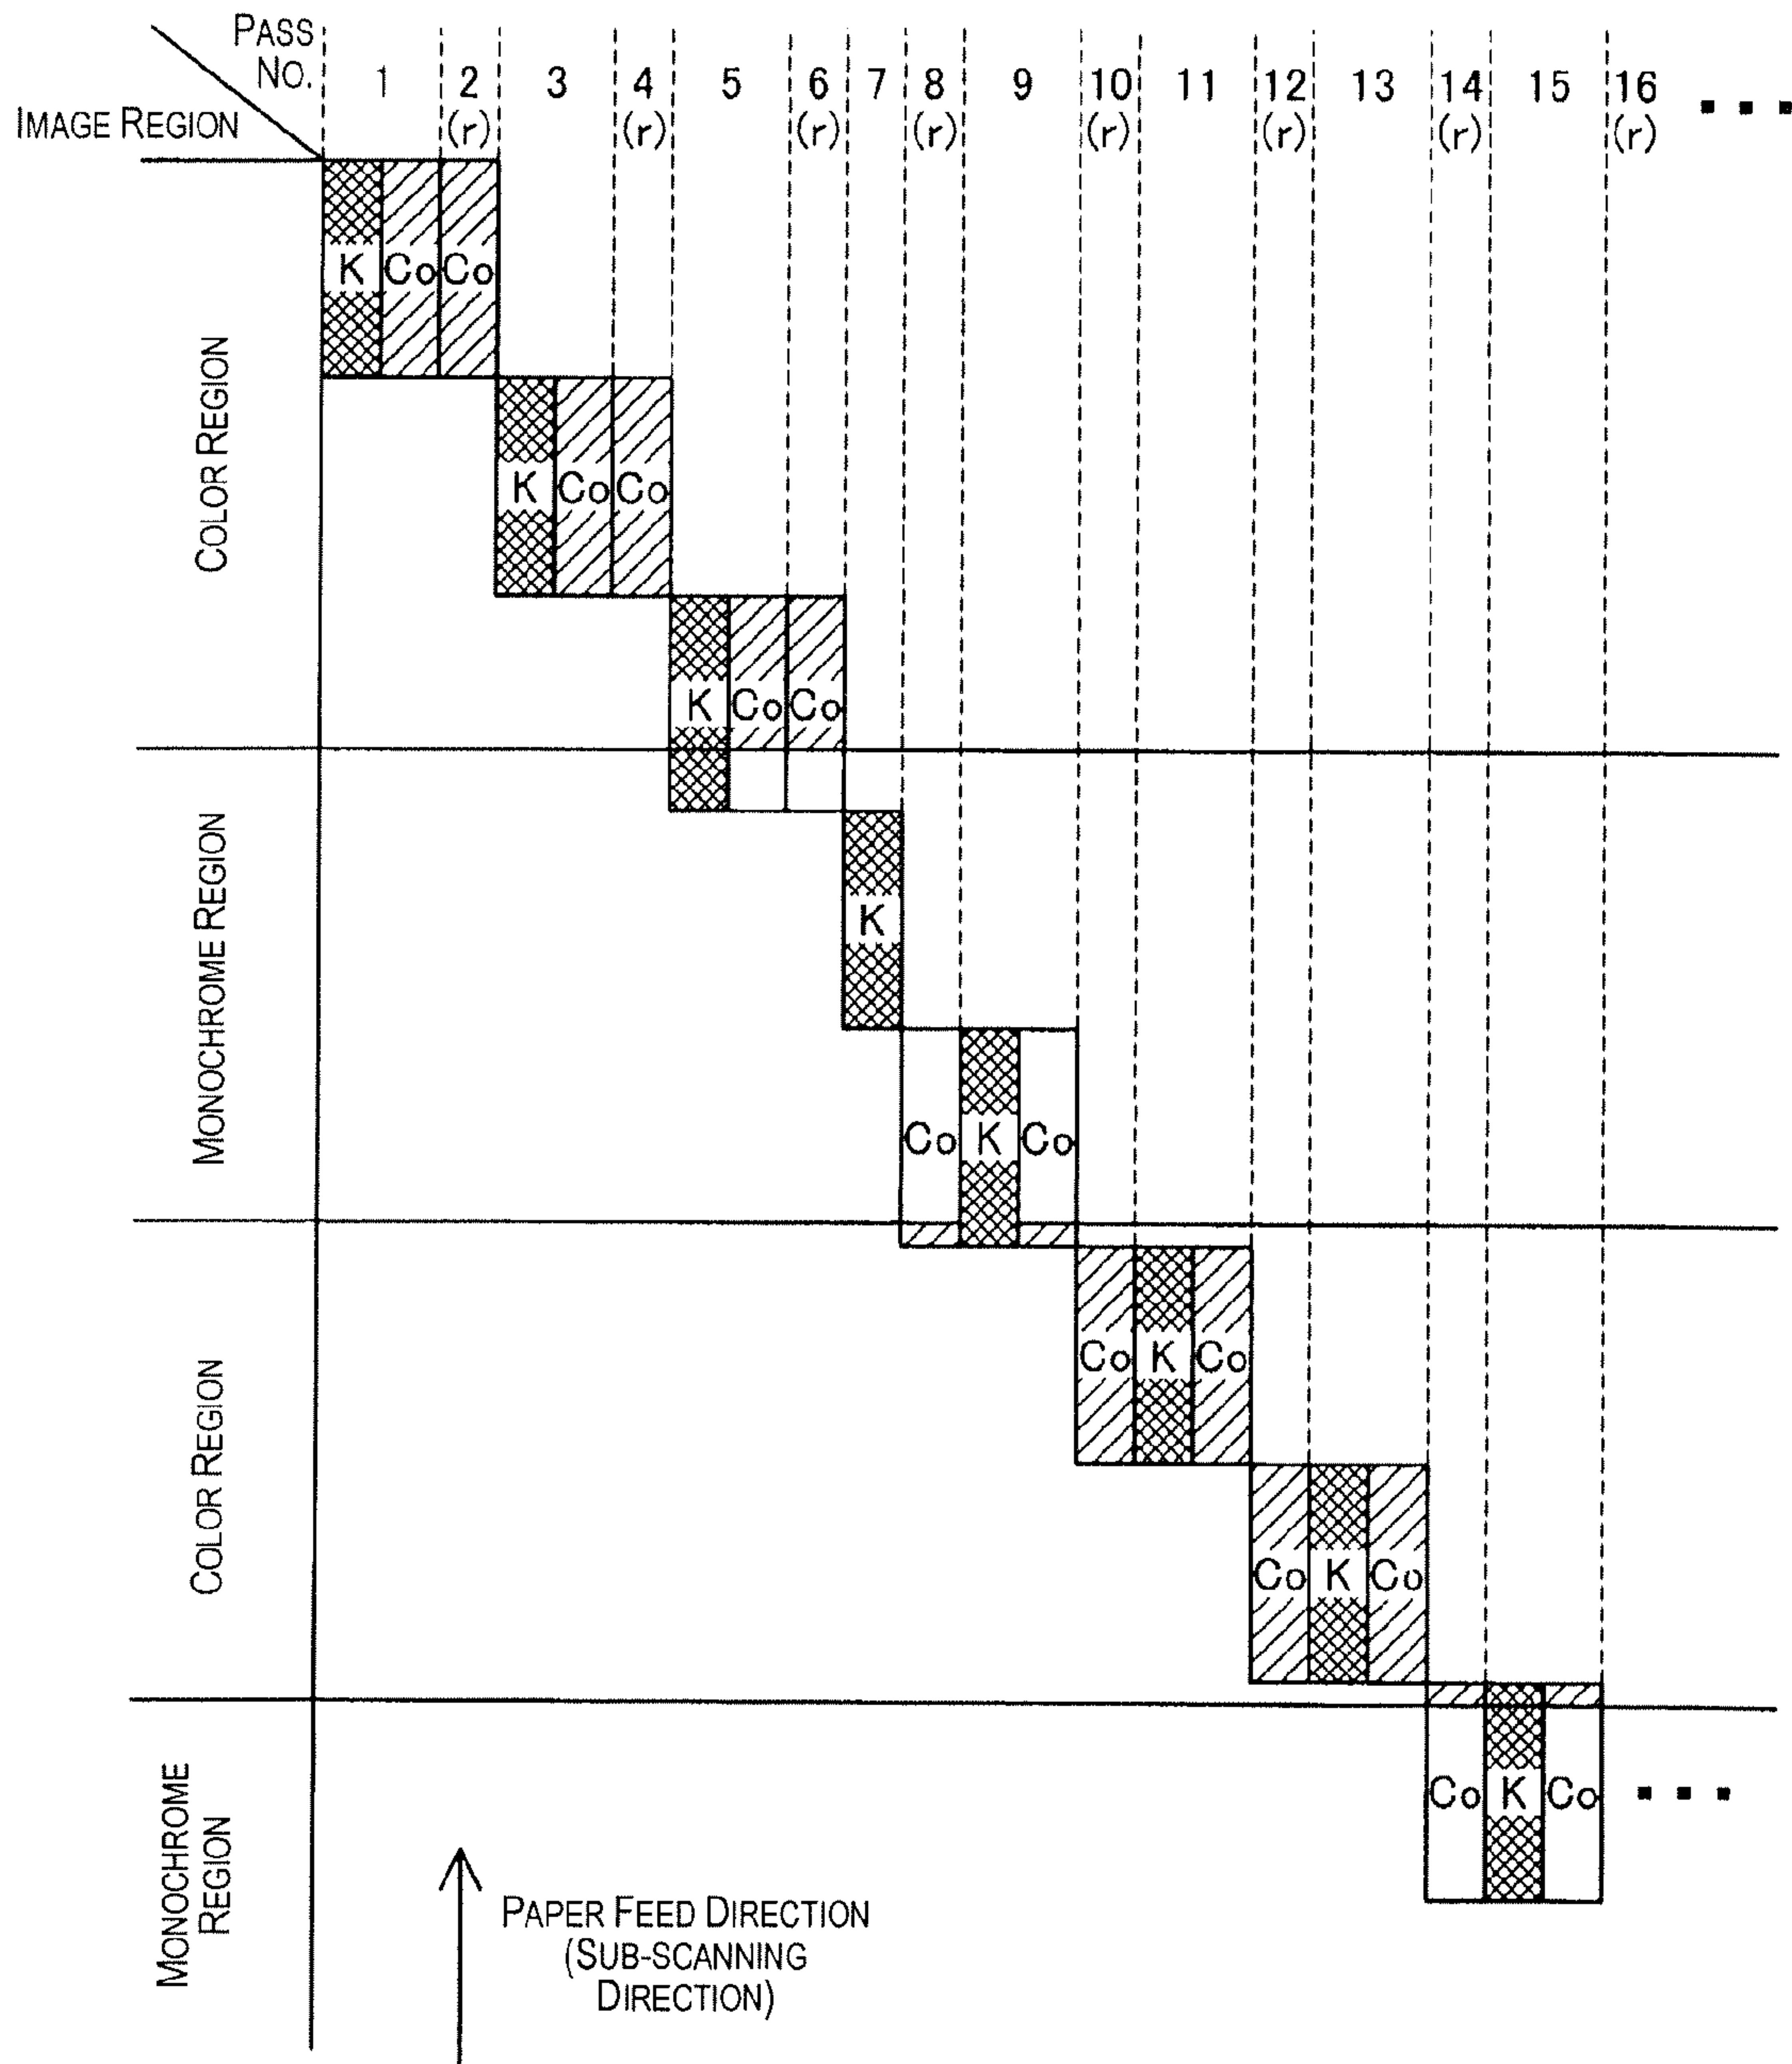 PASS
NO.
IMAGE REGION
1 2 3 4 5 6 7 8 9 10 11 12 13 14 15 16 ▪ ▪ ▪
(r) (r) (r) (r) (r) (r) (r) (r)
COLOR REGION
K Co Co
K Co Co
K Co Co
MONOCHROME REGION
K
Co K Co
COLOR REGION
Co K Co
Co K Co
MONOCHROME
REGION
Co K Co ▪ ▪ ▪
PAPER FEED DIRECTION
(SUB-SCANNING
DIRECTION)